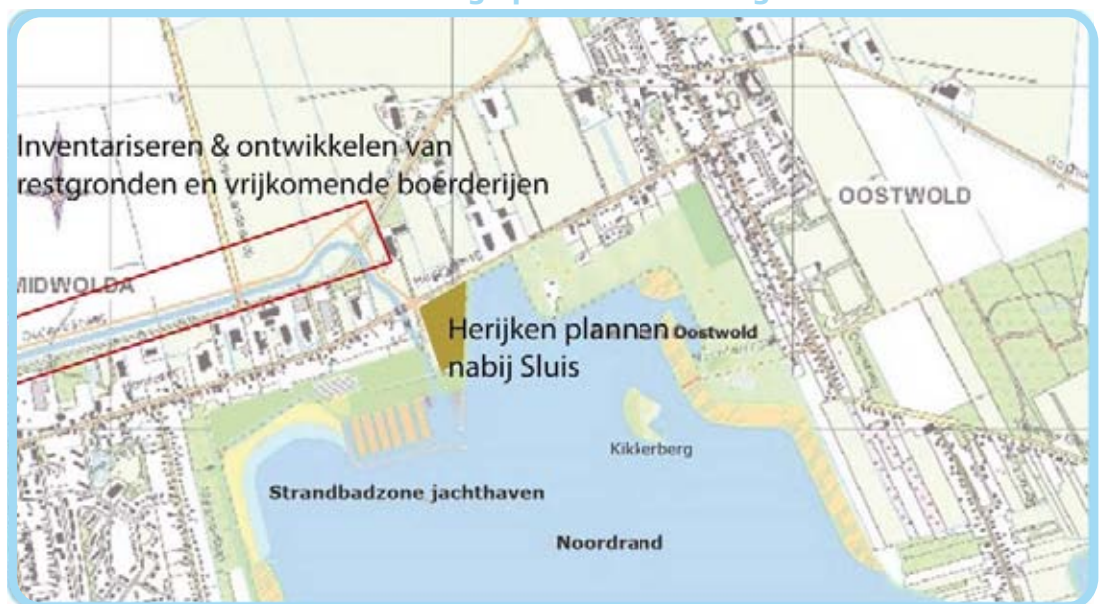 Inventariseren & ontwikkelen van
restgronden en vrijkomende boerderijen
OOSTWOLD
MIDWOLDA
Herijken plannen
nabij Sluis
Oostwold
Kikkerberg
Strandbadzone jachthaven
Noordrand